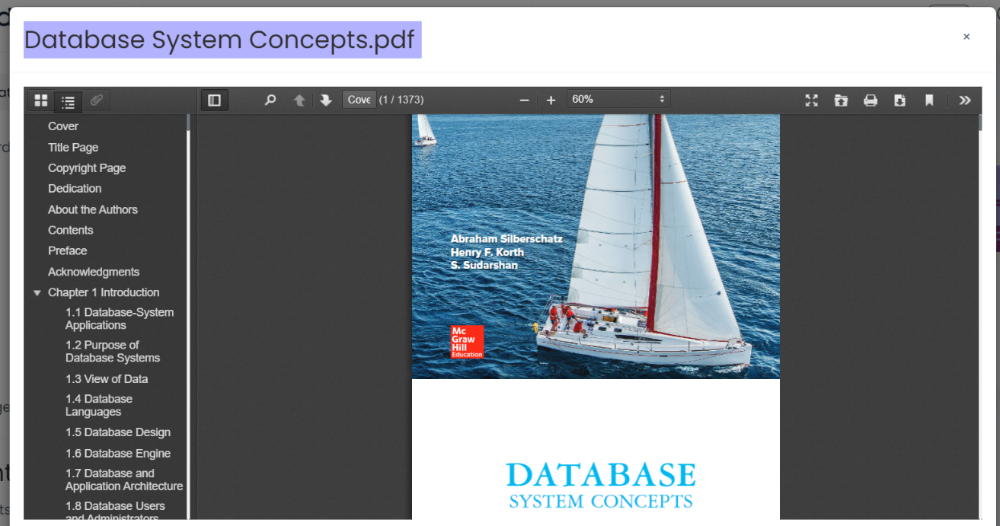 Database System Concepts.pdf
×
Cove (1 / 1373)
60%
Cover
Title Page
Copyright Page
Dedication
About the Authors
Contents
Preface
Acknowledgments
Chapter 1 Introduction
1.1 Database-System
Applications
1.2 Purpose of
Database Systems
1.3 View of Data
1.4 Database
Languages
1.5 Database Design
1.6 Database Engine
1.7 Database and
Application Architecture
1.8 Database Users
and Administrators
Abraham Silberschatz
Henry F. Korth
S. Sudarshan
Mc
Graw
Hill
Education
DATABASE
SYSTEM CONCEPTS